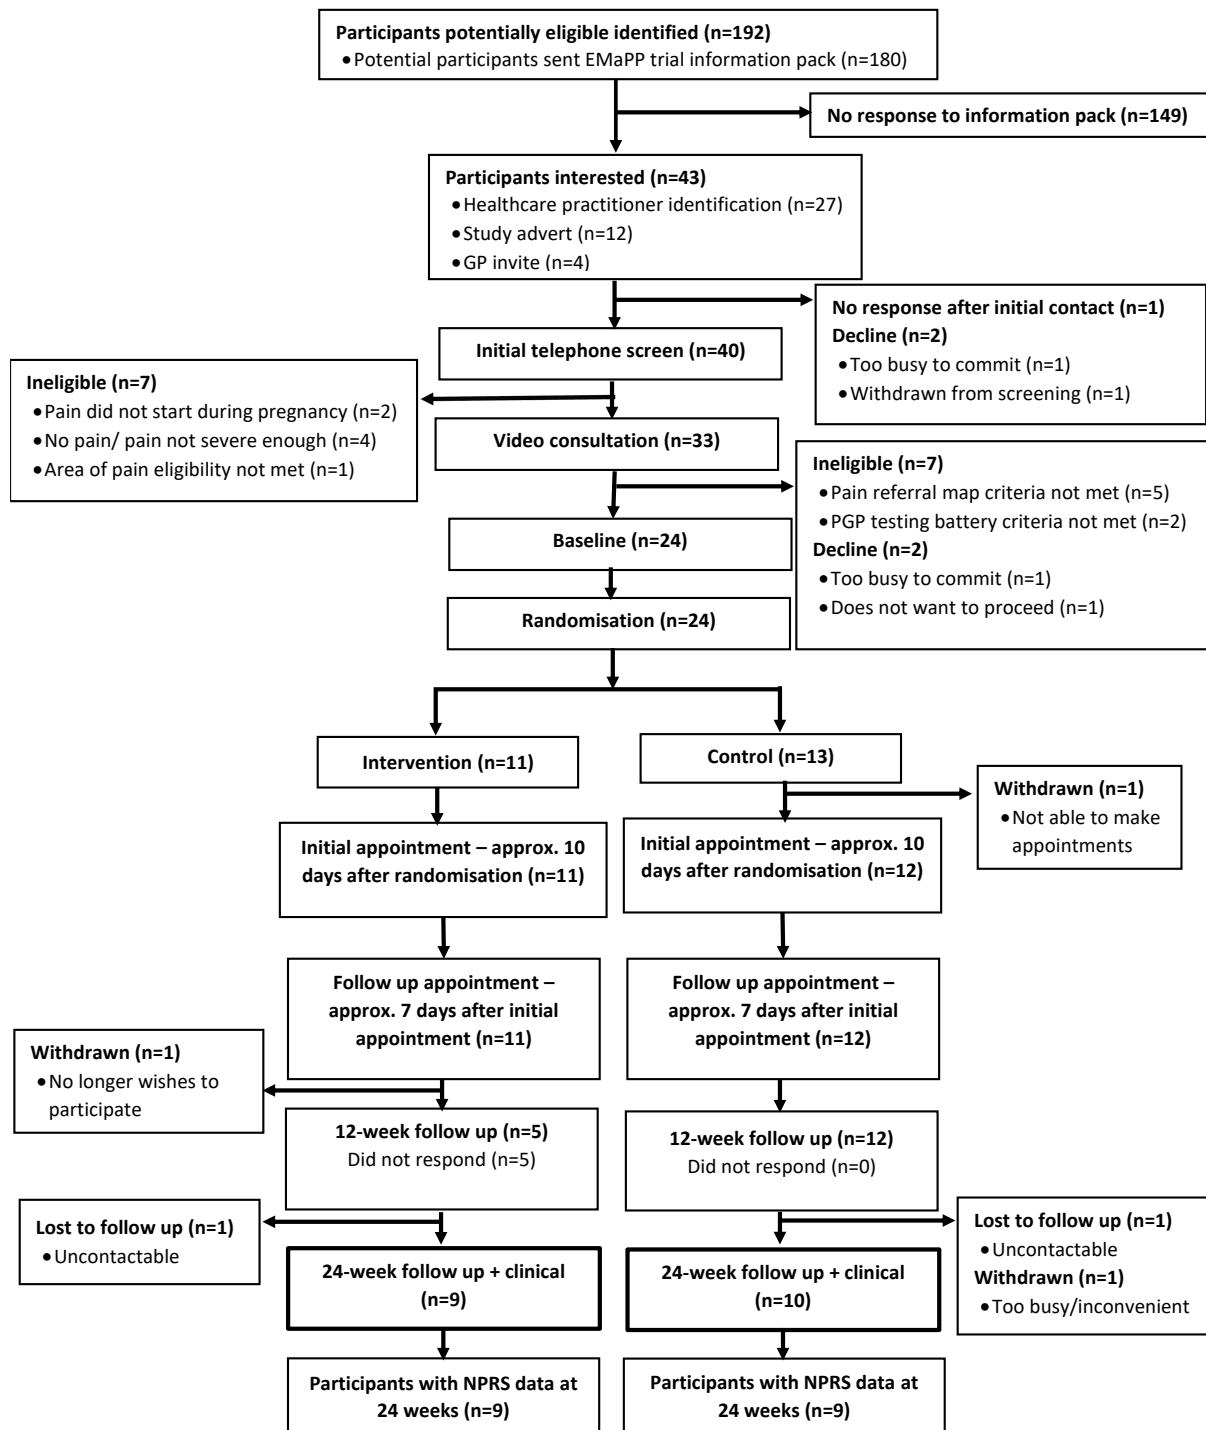 Participants potentially eligible identified (n=192)
•Potential participants sent EMaPP trial information pack (n=180)
No response to information pack (n=149)
Participants interested (n=43)
•Healthcare practitioner identification (n=27)
•Study advert (n=12)
•GP invite (n=4)
No response after initial contact (n=1)
Decline (n=2)
•Too busy to commit (n=1)
•Withdrawn from screening (n=1)
Initial telephone screen (n=40)
Ineligible (n=7)
•Pain did not start during pregnancy (n=2)
•No pain/ pain not severe enough (n=4)
•Area of pain eligibility not met (n=1)
Video consultation (n=33)
Ineligible (n=7)
•Pain referral map criteria not met (n=5)
•PGP testing battery criteria not met (n=2)
Decline (n=2)
•Too busy to commit (n=1)
•Does not want to proceed (n=1)
Baseline (n=24)
Randomisation (n=24)
Intervention (n=11)
Control (n=13)
Withdrawn (n=1)
•Not able to make
appointments
Initial appointment – approx. 10
days after randomisation (n=11)
Initial appointment – approx. 10
days after randomisation (n=12)
Follow up appointment –
approx. 7 days after initial
appointment (n=11)
Follow up appointment –
approx. 7 days after initial
appointment (n=12)
Withdrawn (n=1)
•No longer wishes to
participate
12-week follow up (n=5)
Did not respond (n=5)
12-week follow up (n=12)
Did not respond (n=0)
Lost to follow up (n=1)
•Uncontactable
Lost to follow up (n=1)
•Uncontactable
Withdrawn (n=1)
•Too busy/inconvenient
24-week follow up + clinical
(n=9)
24-week follow up + clinical
(n=10)
Participants with NPRS data at
24 weeks (n=9)
Participants with NPRS data at
24 weeks (n=9)